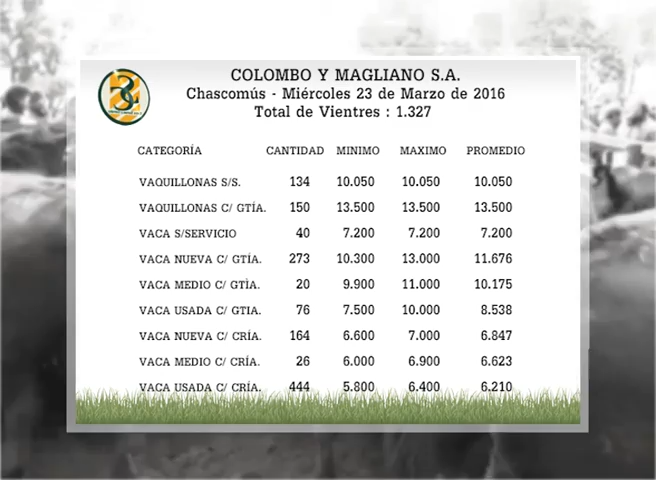 COLOMBO Y MAGLIANO S.A.
Chascomús - Miércoles 23 de Marzo de 2016
Total de Vientres : 1.327
CATEGORÍA CANTIDAD MINIMO MAXIMO PROMEDIO
VAQUILLONAS S/S. 134 10.050 10.050 10.050
VAQUILLONAS C/ GTÍA. 150 13.500 13.500 13.500
VACA S/SERVICIO 40 7.200 7.200 7.200
VACA NUEVA C/ GTÍA. 273 10.300 13.000 11.676
VACA MEDIO C/ GTÌA. 20 9.900 11.000 10.175
VACA USADA C/ GTIA. 76 7.500 10.000 8.538
VACA NUEVA C/ CRÍA. 164 6.600 7.000 6.847
VACA MEDIO C/ CRÍA. 26 6.000 6.900 6.623
VACA USADA C/ CRÍA. 444 5.800 6.400 6.210